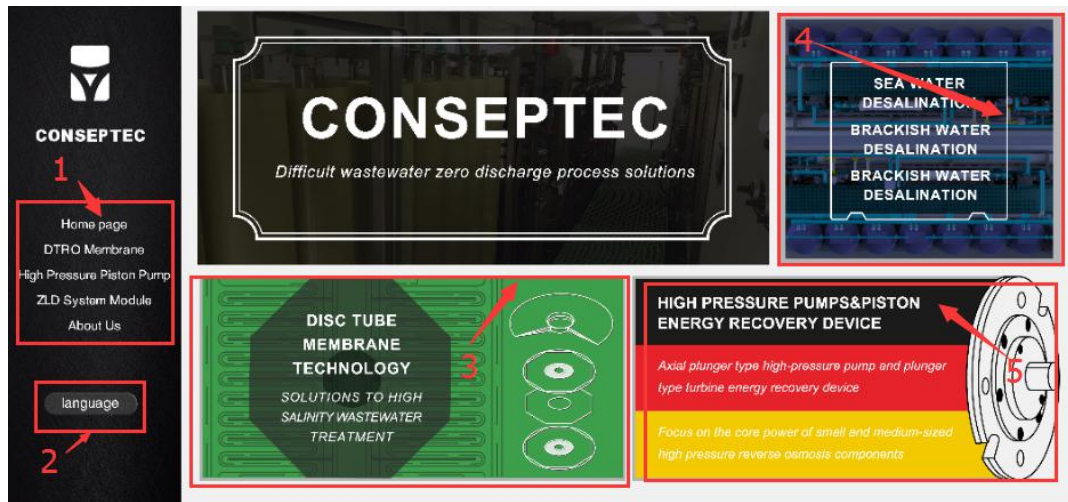 CONSEPTEC
1
Home page
DTRO Membrane
High Pressure Piston Pump
ZLD System Module
About Us
language
2
CONSEPTEC
Difficult wastewater zero discharge process solutions
4
SEA WATER
DESALINATION
BRACKISH WATER
DESALINATION
BRACKISH WATER
DESALINATION
DISC TUBE
MEMBRANE
TECHNOLOGY
SOLUTIONS TO HIGH
SALINITY WASTEWATER
TREATMENT
3
HIGH PRESSURE PUMPS&PISTON
ENERGY RECOVERY DEVICE
Axial plunger type high-pressure pump and plunger
type turbine energy recovery device
5
Focus on the core power of small and medium-sized
high pressure reverse osmosis components